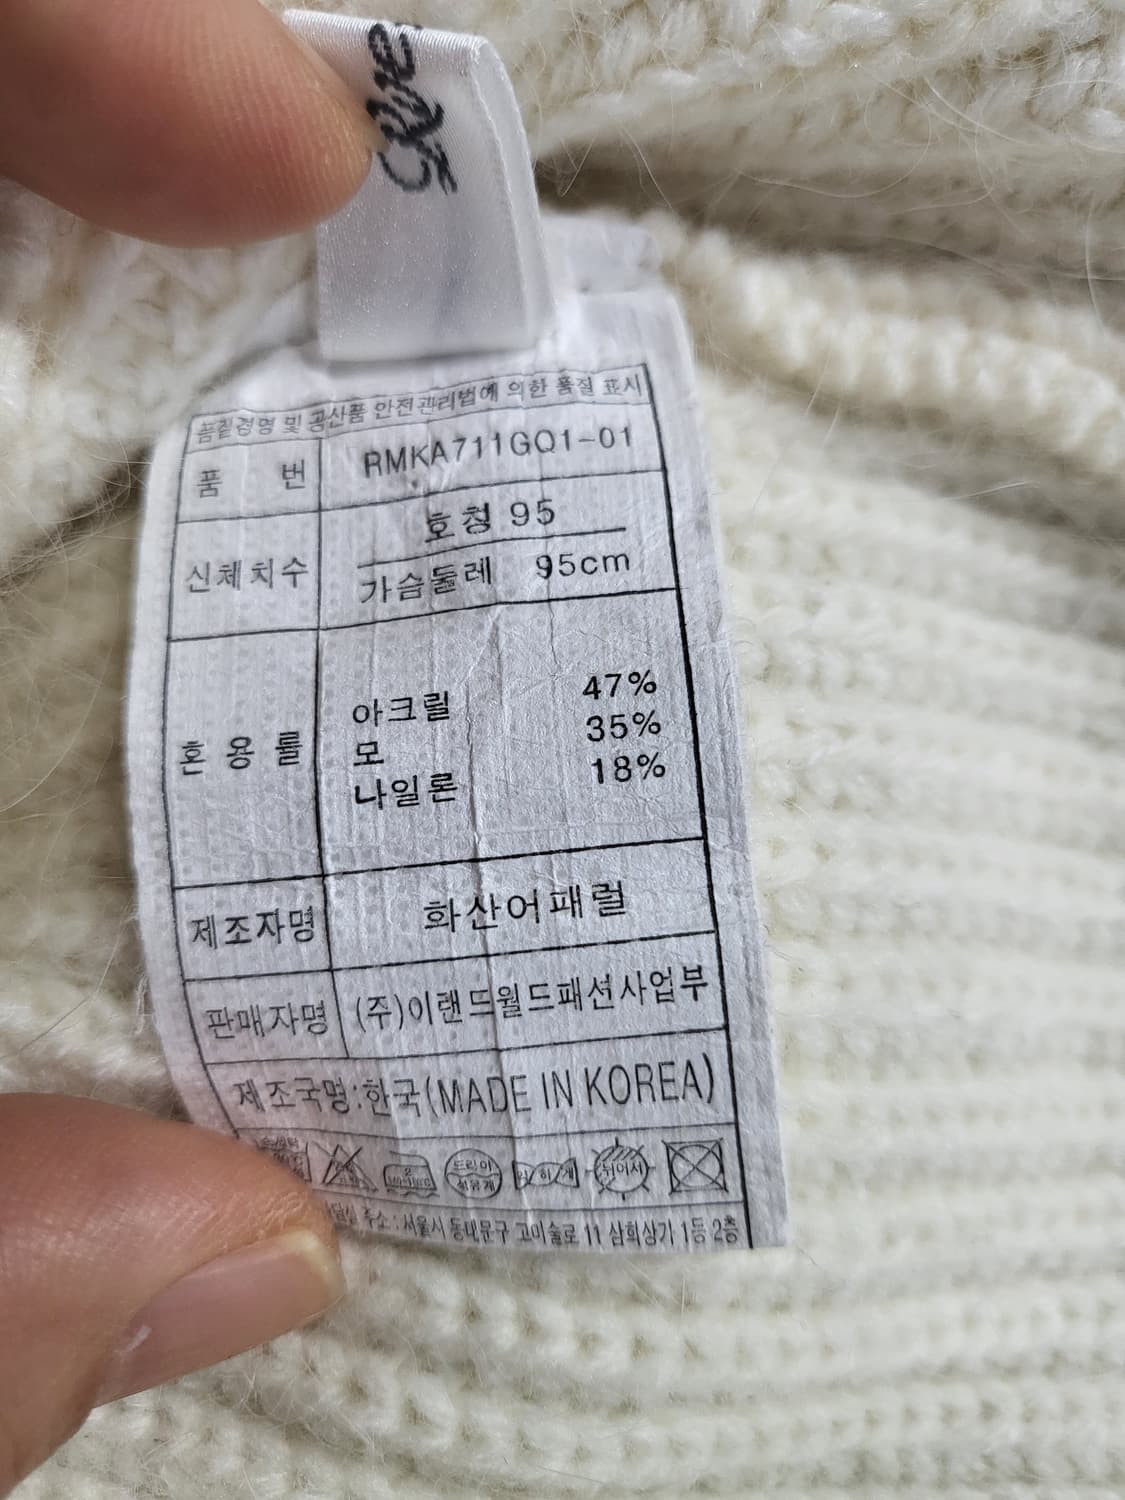 품질경영 및 공산품 안전관리법에 의한 품질 표시
품 번 RMKA711GQ1-01
신체치수 호칭 95
가슴둘레 95cm
혼용률 아크릴 47%
모 35%
나일론 18%
제조자명 화산어패럴
판매자명 (주)이랜드월드패션사업부
제조국명:한국(MADE IN KOREA)
드라이
주소:서울시 동대문구 고미술로 11 삼희상가 1동 2층